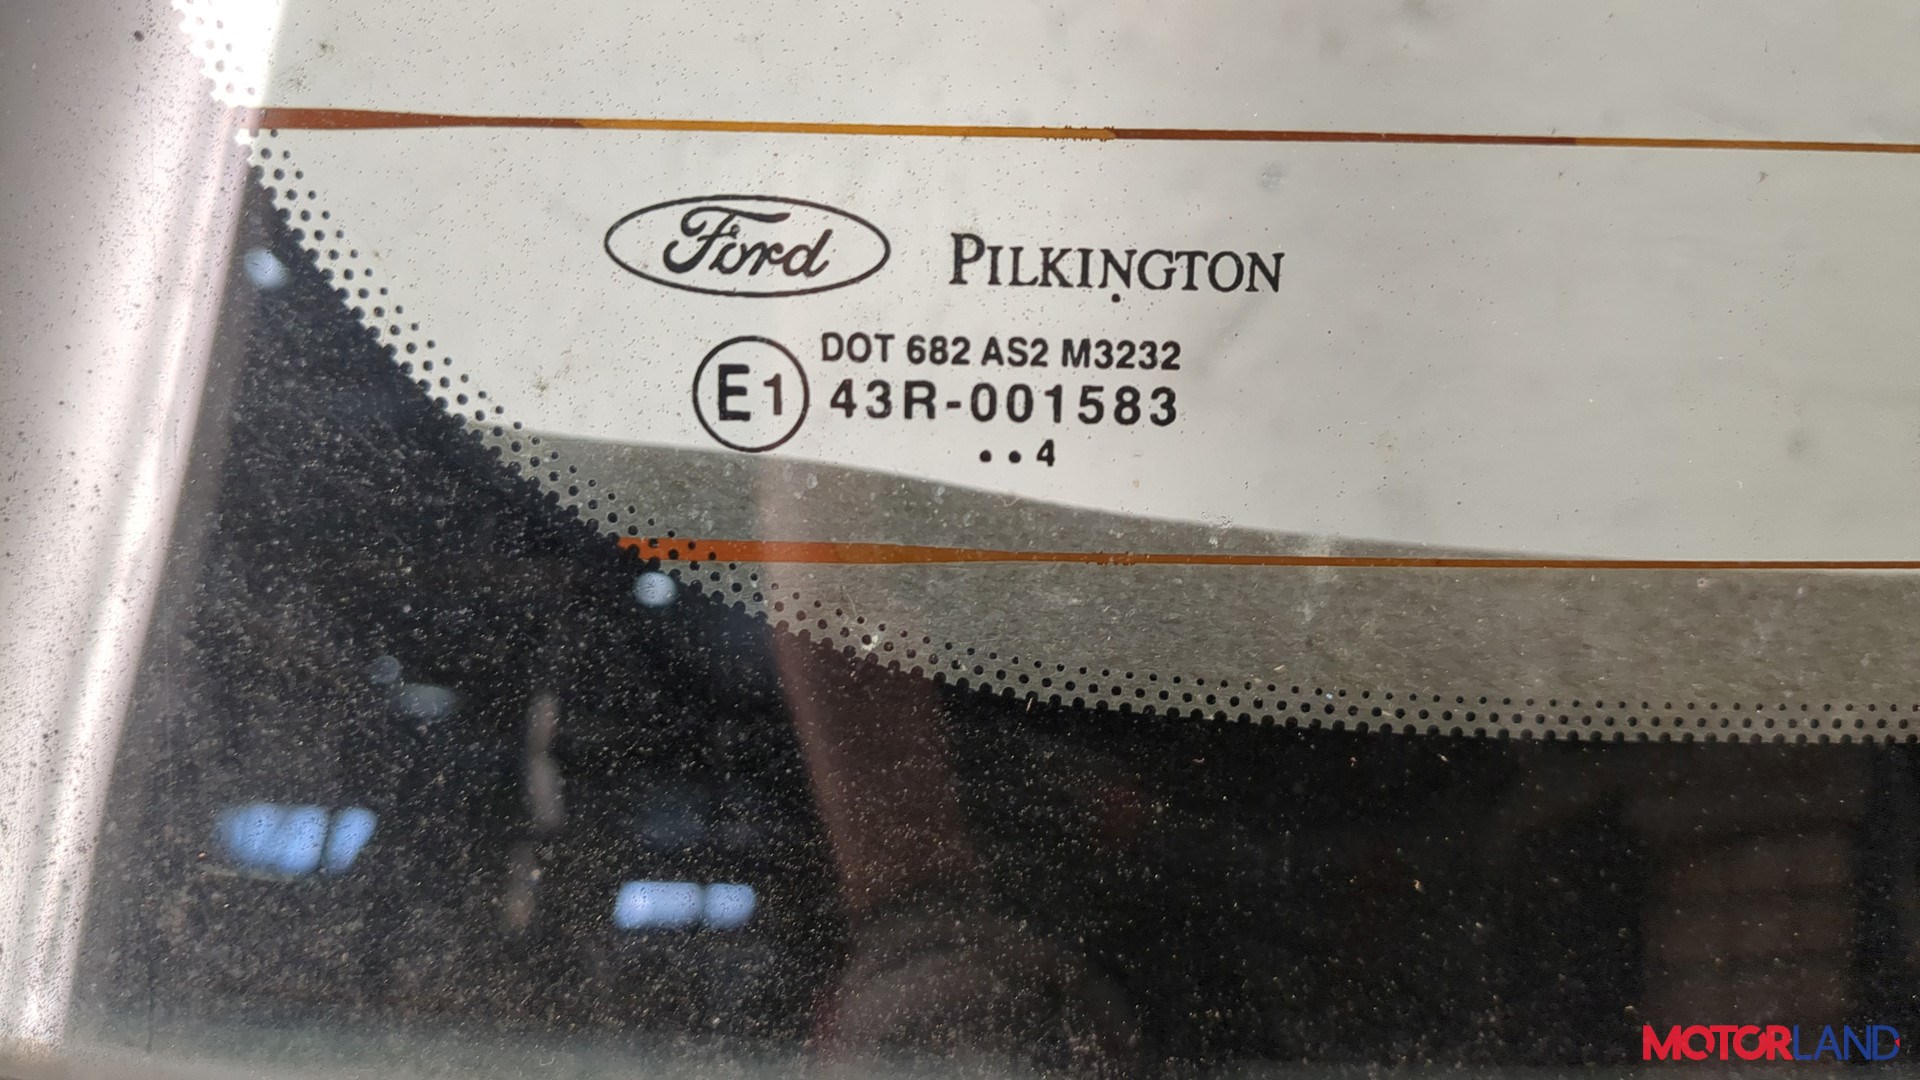 Ford PILKINGTON
DOT 682 AS2 M3232
E1 43R-001583
..4
MOTORLAND